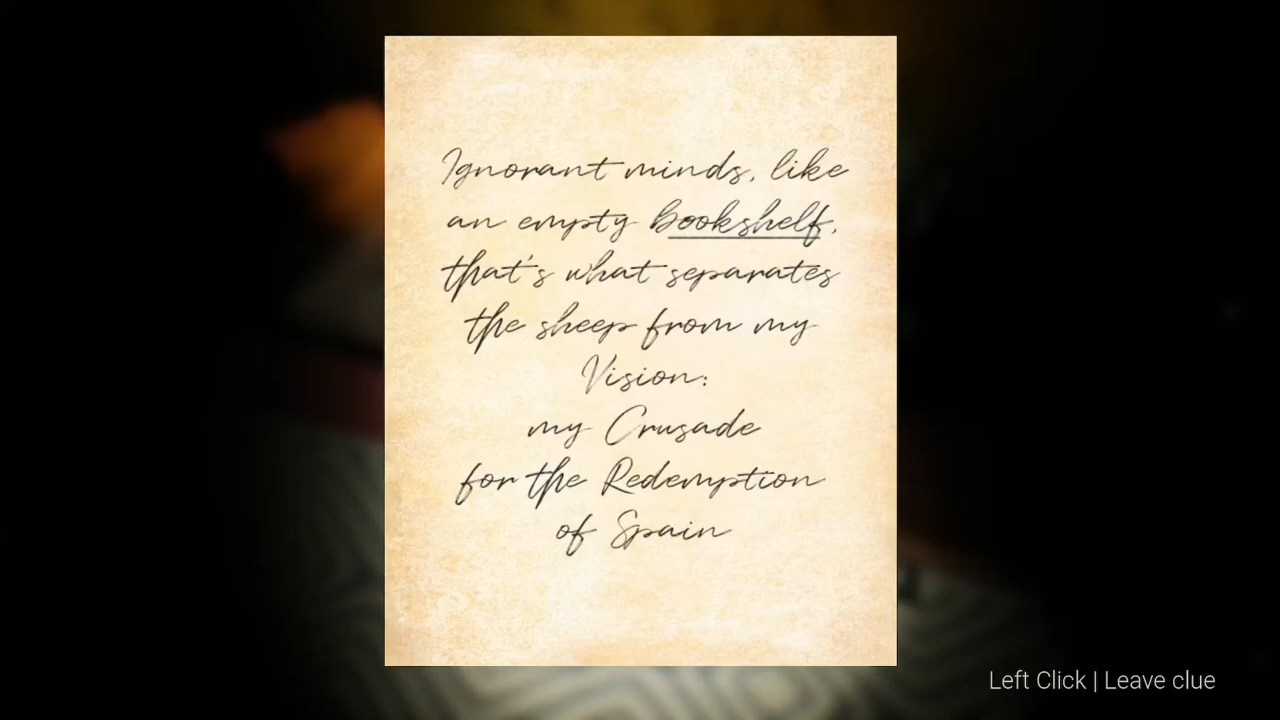 Ignorant minds, like
an empty bookshelf,
that's what separates
the sheep from my
Vision:
my Crusade
for the Redemption
of Spain
Left Click | Leave clue